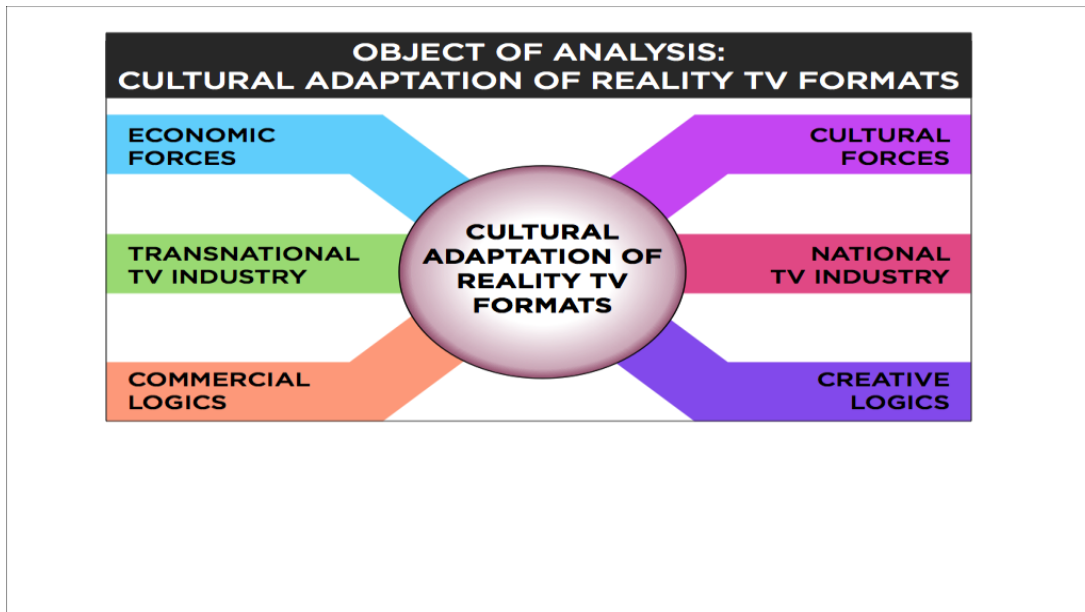 OBJECT OF ANALYSIS:
CULTURAL ADAPTATION OF REALITY TV FORMATS
ECONOMIC
FORCES
TRANSNATIONAL
TV INDUSTRY
COMMERCIAL
LOGICS
CULTURAL
ADAPTATION OF
REALITY TV
FORMATS
CULTURAL
FORCES
NATIONAL
TV INDUSTRY
CREATIVE
LOGICS